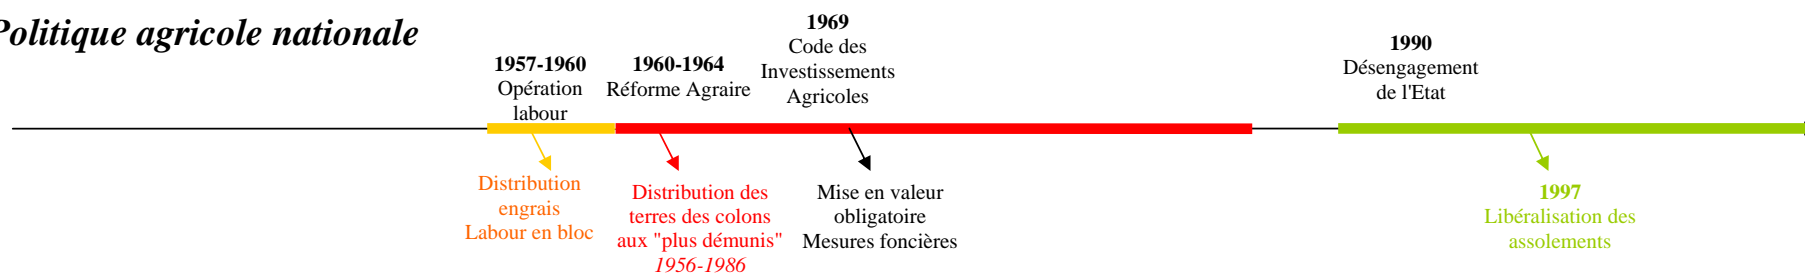 Politique agricole nationale
1957-1960
Opération
labour
1960-1964
Réforme Agraire
1969
Code des
Investissements
Agricoles
1990
Désengagement
de l'Etat
Distribution
engrais
Labour en bloc
Distribution des
terres des colons
aux "plus démunis"
1956-1986
Mise en valeur
obligatoire
Mesures foncières
1997
Libéralisation des
assolements